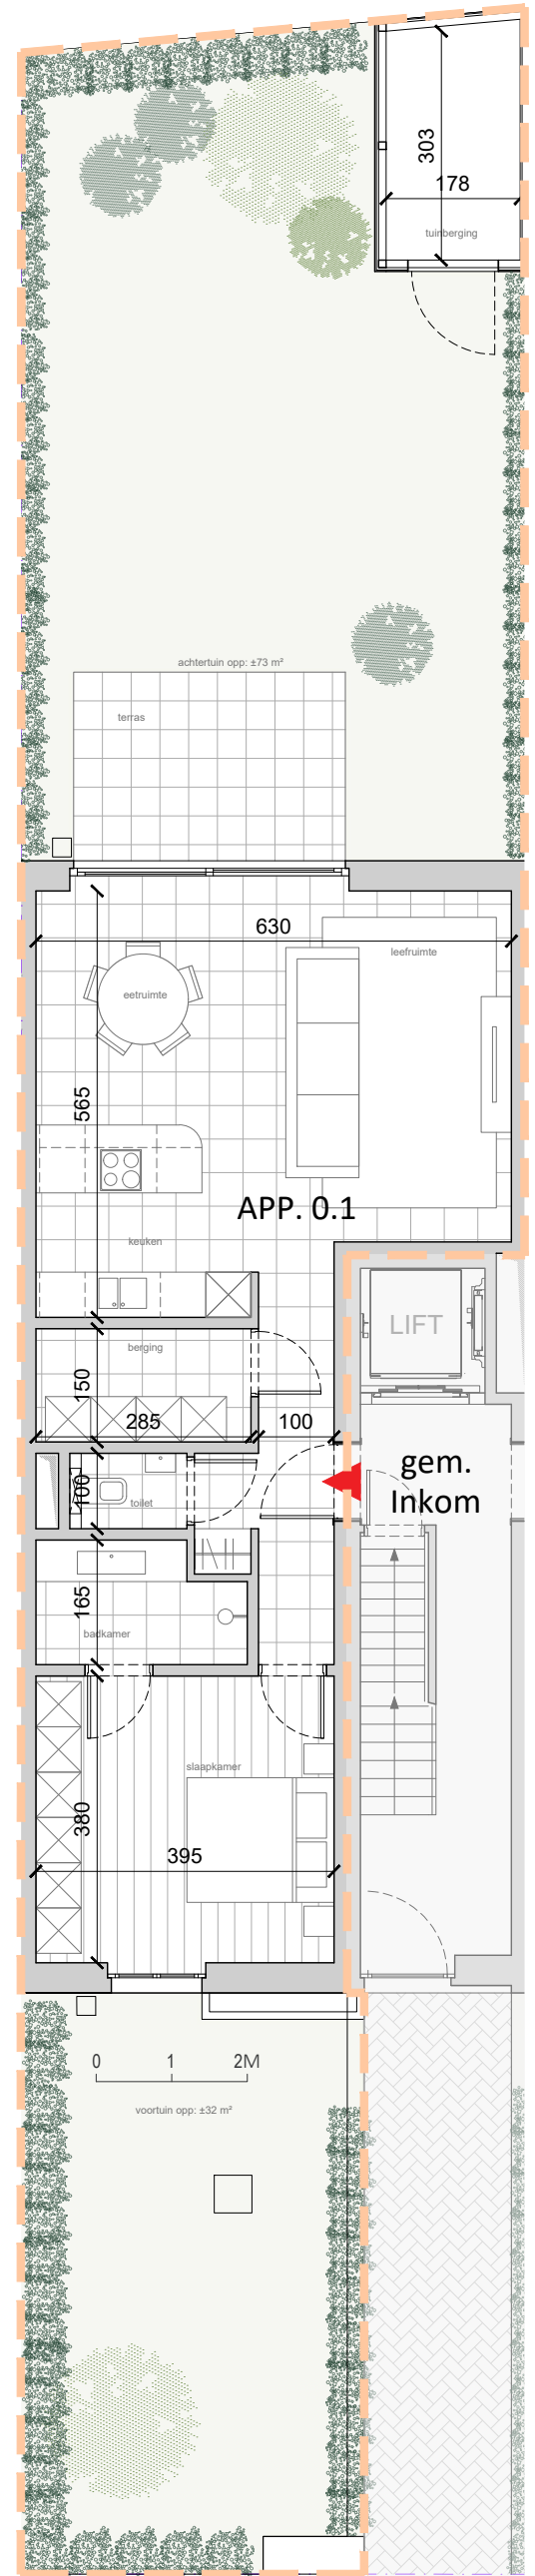 303
178
tuinberging
achtertuin opp: ±73 m²
terras
630
leefruimte
eetruimte
565
APP. 0.1
keuken
LIFT
berging
150
285
100
gem.
Inkom
100
toilet
165
badkamer
slaapkamer
380
395
0 1 2M
voortuin opp: ±32 m²